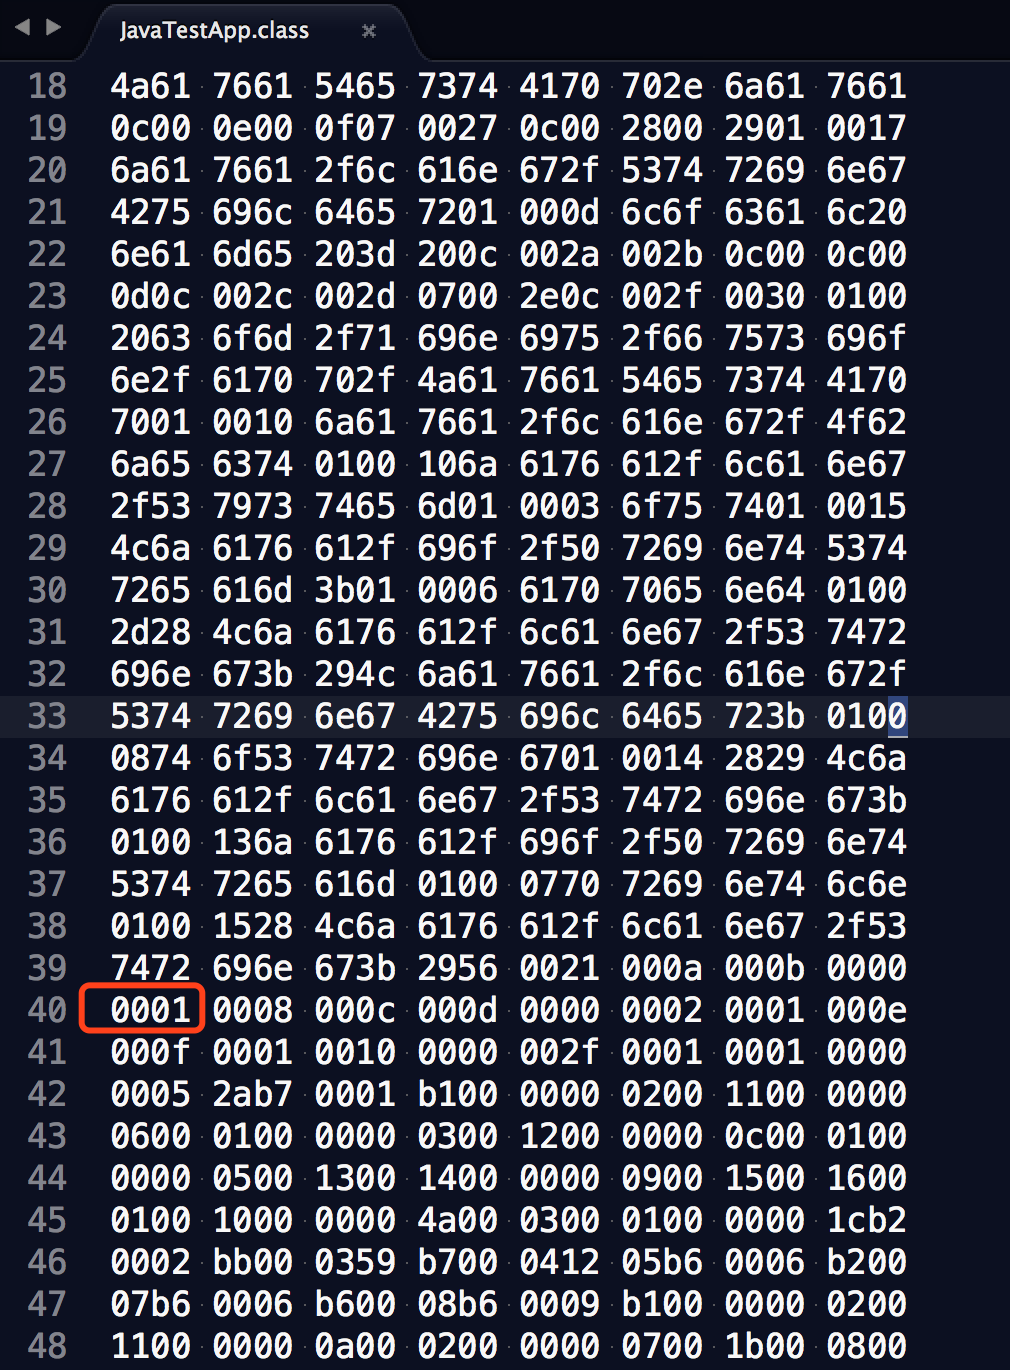 JavaTestApp.class
18 4a61 7661 5465 7374 4170 702e 6a61 7661
19 0c00 0e00 0f07 0027 0c00 2800 2901 0017
20 6a61 7661 2f6c 616e 672f 5374 7269 6e67
21 4275 696c 6465 7201 000d 6c6f 6361 6c20
22 6e61 6d65 203d 200c 002a 002b 0c00 0c00
23 0d0c 002c 002d 0700 2e0c 002f 0030 0100
24 2063 6f6d 2f71 696e 6975 2f66 7573 696f
25 6e2f 6170 702f 4a61 7661 5465 7374 4170
26 7001 0010 6a61 7661 2f6c 616e 672f 4f62
27 6a65 6374 0100 106a 6176 612f 6c61 6e67
28 2f53 7973 7465 6d01 0003 6f75 7401 0015
29 4c6a 6176 612f 696f 2f50 7269 6e74 5374
30 7265 616d 3b01 0006 6170 7065 6e64 0100
31 2d28 4c6a 6176 612f 6c61 6e67 2f53 7472
32 696e 673b 294c 6a61 7661 2f6c 616e 672f
33 5374 7269 6e67 4275 696c 6465 723b 0100
34 0874 6f53 7472 696e 6701 0014 2829 4c6a
35 6176 612f 6c61 6e67 2f53 7472 696e 673b
36 0100 136a 6176 612f 696f 2f50 7269 6e74
37 5374 7265 616d 0100 0770 7269 6e74 6c6e
38 0100 1528 4c6a 6176 612f 6c61 6e67 2f53
39 7472 696e 673b 2956 0021 000a 000b 0000
40 0001 0008 000c 000d 0000 0002 0001 000e
41 000f 0001 0010 0000 002f 0001 0001 0000
42 0005 2ab7 0001 b100 0000 0200 1100 0000
43 0600 0100 0000 0300 1200 0000 0c00 0100
44 0000 0500 1300 1400 0000 0900 1500 1600
45 0100 1000 0000 4a00 0300 0100 0000 1cb2
46 0002 bb00 0359 b700 0412 05b6 0006 b200
47 07b6 0006 b600 08b6 0009 b100 0000 0200
48 1100 0000 0a00 0200 0000 0700 1b00 0800